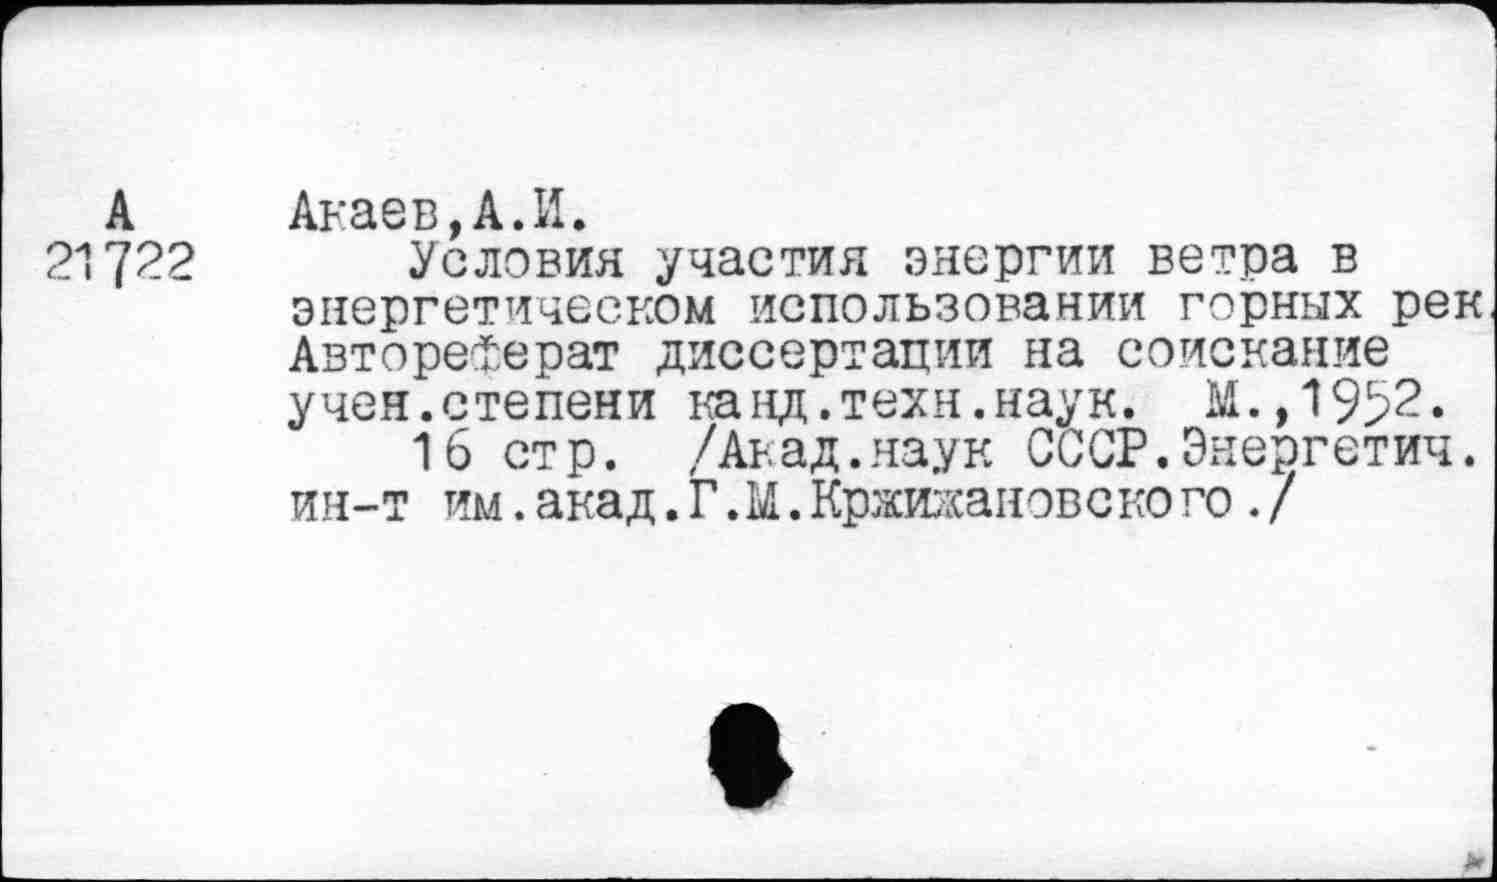 А Акаев,А.И.
21722 Условия участия энергии ветра в
энергетическом использовании горных рек.
Автореферат диссертации на соискание
учен.степени канд.техн.наук. М.,1952.
16 стр. /Акад.наук СССР.Энергетич.
ин-т им.акад.Г.М.Кржижановского./